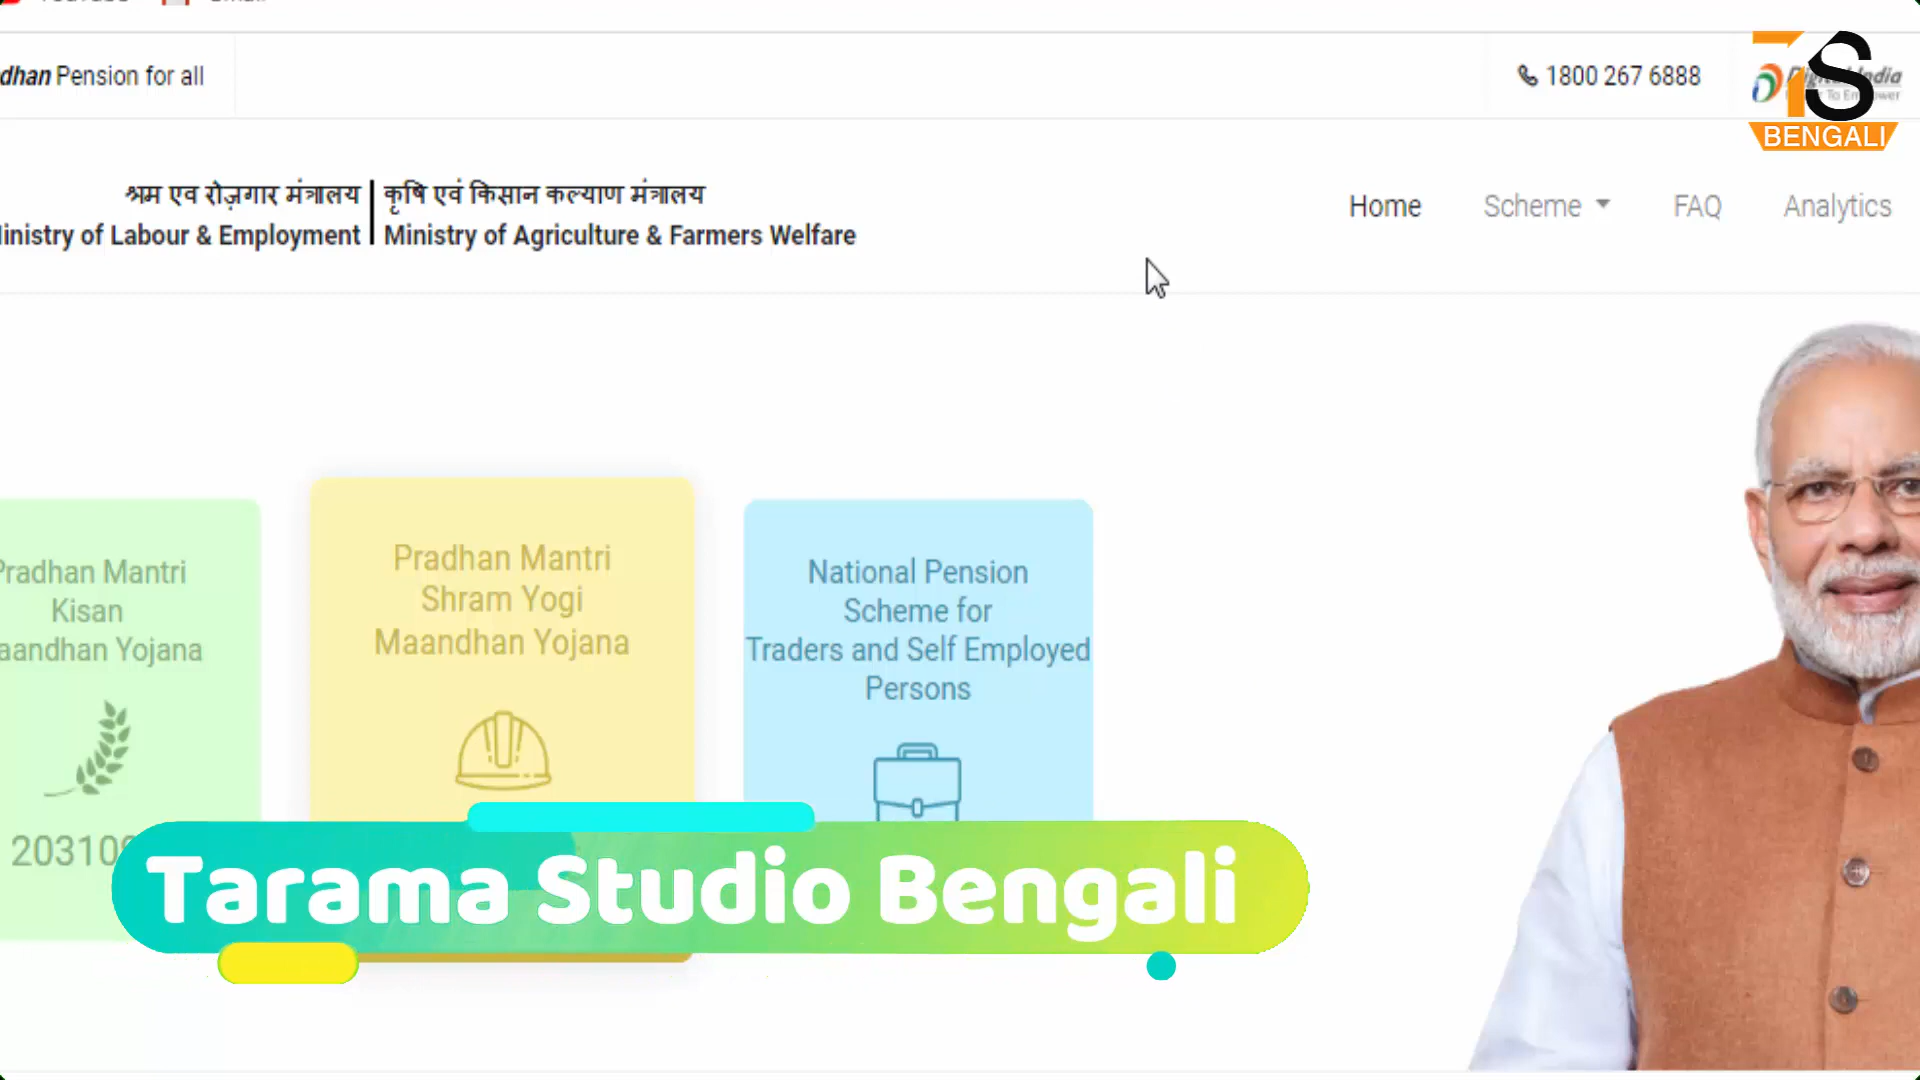 dhan Pension for all
1800 267 6888
BENGALI
श्रम एव रोज़गार मंत्रालय
कृषि एवं किसान कल्याण मंत्रालय
inistry of Labour & Employment
Ministry of Agriculture & Farmers Welfare
Home
Scheme
FAQ
Analytics
Pradhan Mantri
Kisan
aandhan Yojana
Pradhan Mantri
Shram Yogi
Maandhan Yojana
National Pension
Scheme for
Traders and Self Employed
Persons
Tarama Studio Bengali